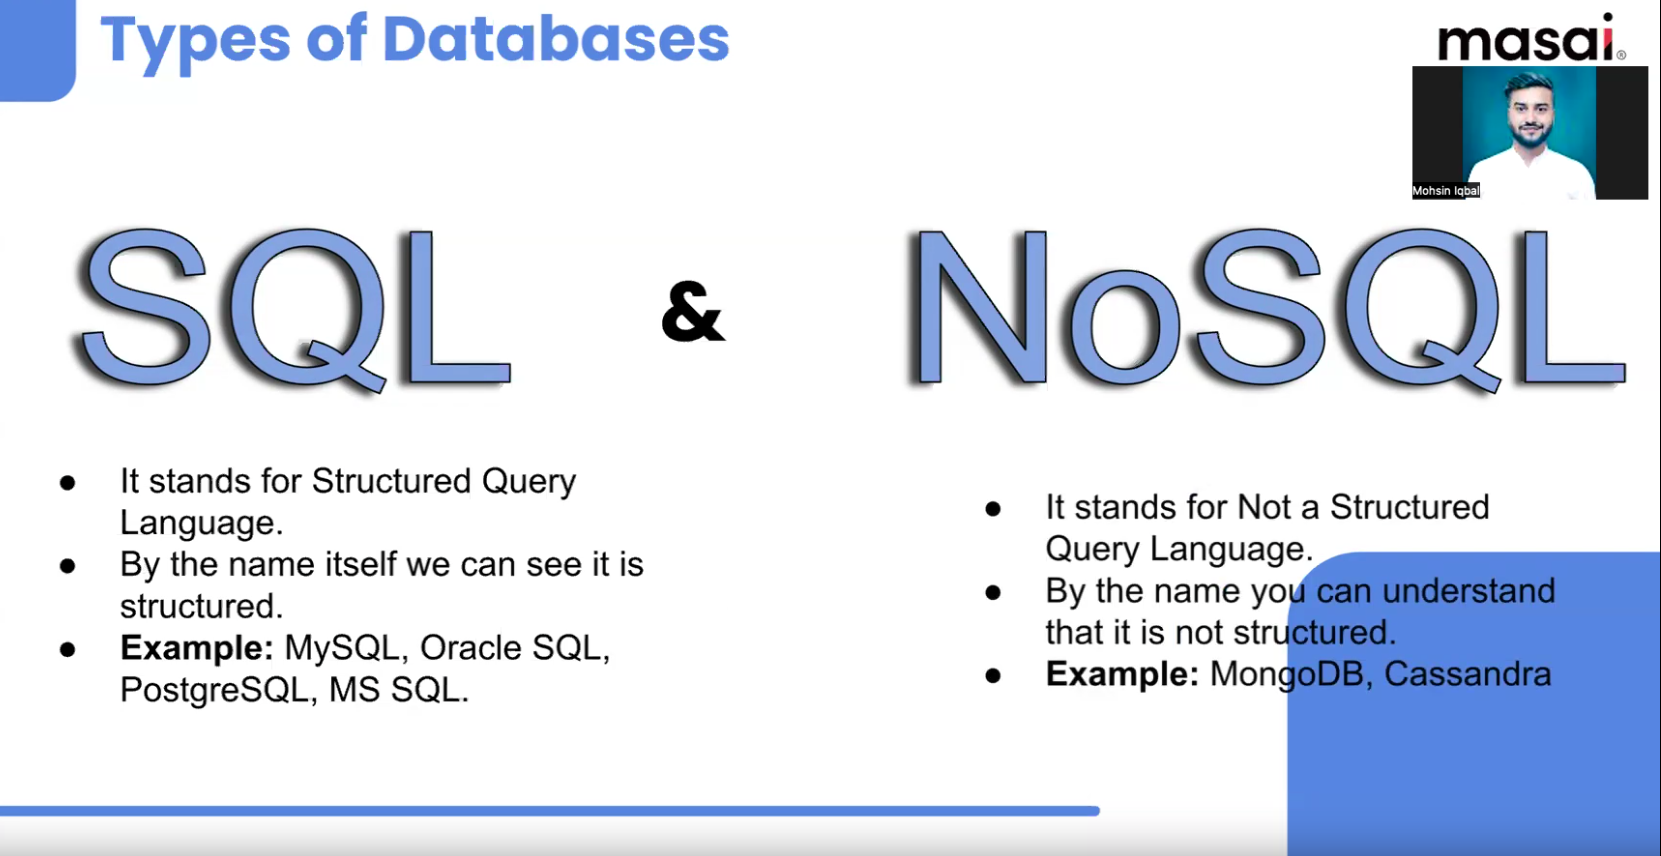 Types of Databases
masai®
Mohsin Iqbal
SQL
&
NoSQL
● It stands for Structured Query
Language.
● By the name itself we can see it is
structured.
● Example: MySQL, Oracle SQL,
PostgreSQL, MS SQL.
● It stands for Not a Structured
Query Language.
● By the name you can understand
that it is not structured.
● Example: MongoDB, Cassandra